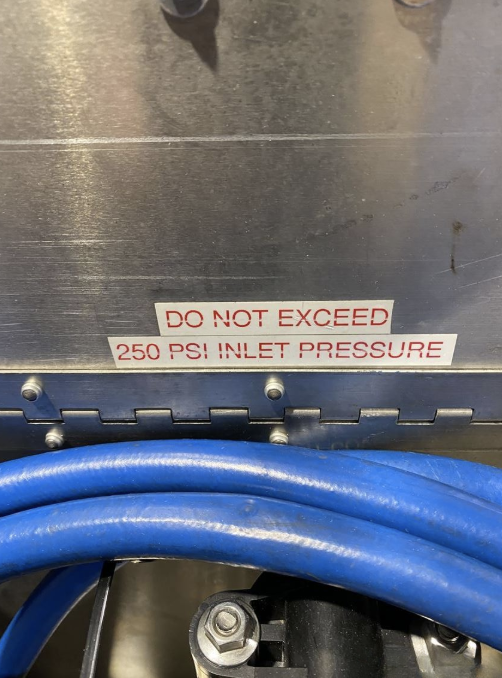 DO NOT EXCEED
250 PSI INLET PRESSURE